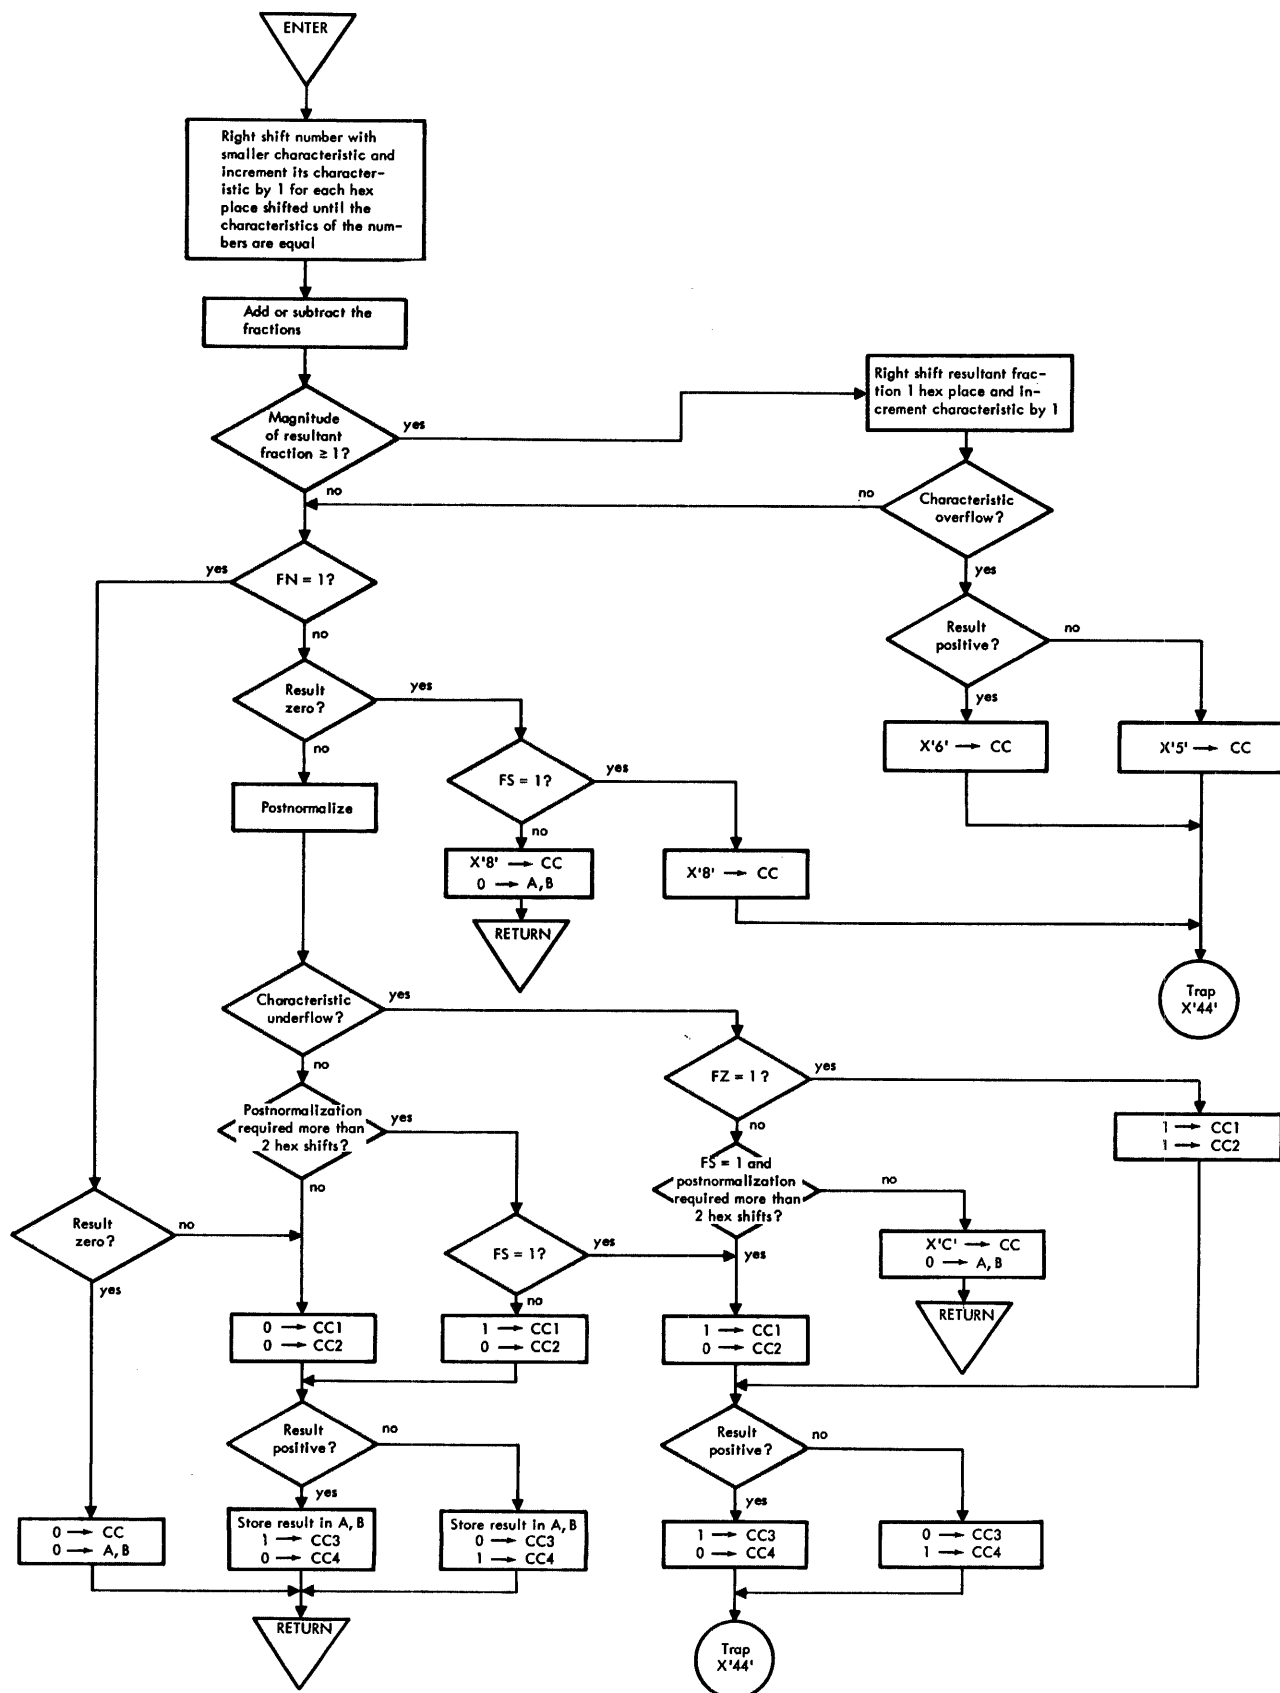 ENTER
Right shift number with
smaller characteristic and
increment its character-
istic by 1 for each hex
place shifted until the
characteristics of the num-
bers are equal
Add or subtract the
fractions
Right shift resultant frac-
tion 1 hex place and in-
crement characteristic by 1
Magnitude
of resultant
fraction ≥ 1?
yes
no
Characteristic
overflow?
no
yes
FN = 1?
yes
no
Result
positive?
no
yes
Result
zero?
yes
no
X'6' → CC
X'5' → CC
FS = 1?
yes
no
Postnormalize
X'8' → CC
0 → A, B
X'8' → CC
RETURN
Trap
X'44'
Characteristic
underflow?
yes
no
FZ = 1?
yes
no
Postnormalization
required more than
2 hex shifts?
yes
no
1 → CC1
1 → CC2
FS = 1 and
postnormalization
required more than
2 hex shifts?
no
yes
Result
zero?
no
yes
FS = 1?
yes
no
X'C' → CC
0 → A, B
RETURN
0 → CC1
0 → CC2
1 → CC1
0 → CC2
1 → CC1
0 → CC2
Result
positive?
no
yes
Result
positive?
no
yes
0 → CC
0 → A, B
Store result in A, B
1 → CC3
0 → CC4
Store result in A, B
0 → CC3
1 → CC4
1 → CC3
0 → CC4
0 → CC3
1 → CC4
RETURN
Trap
X'44'